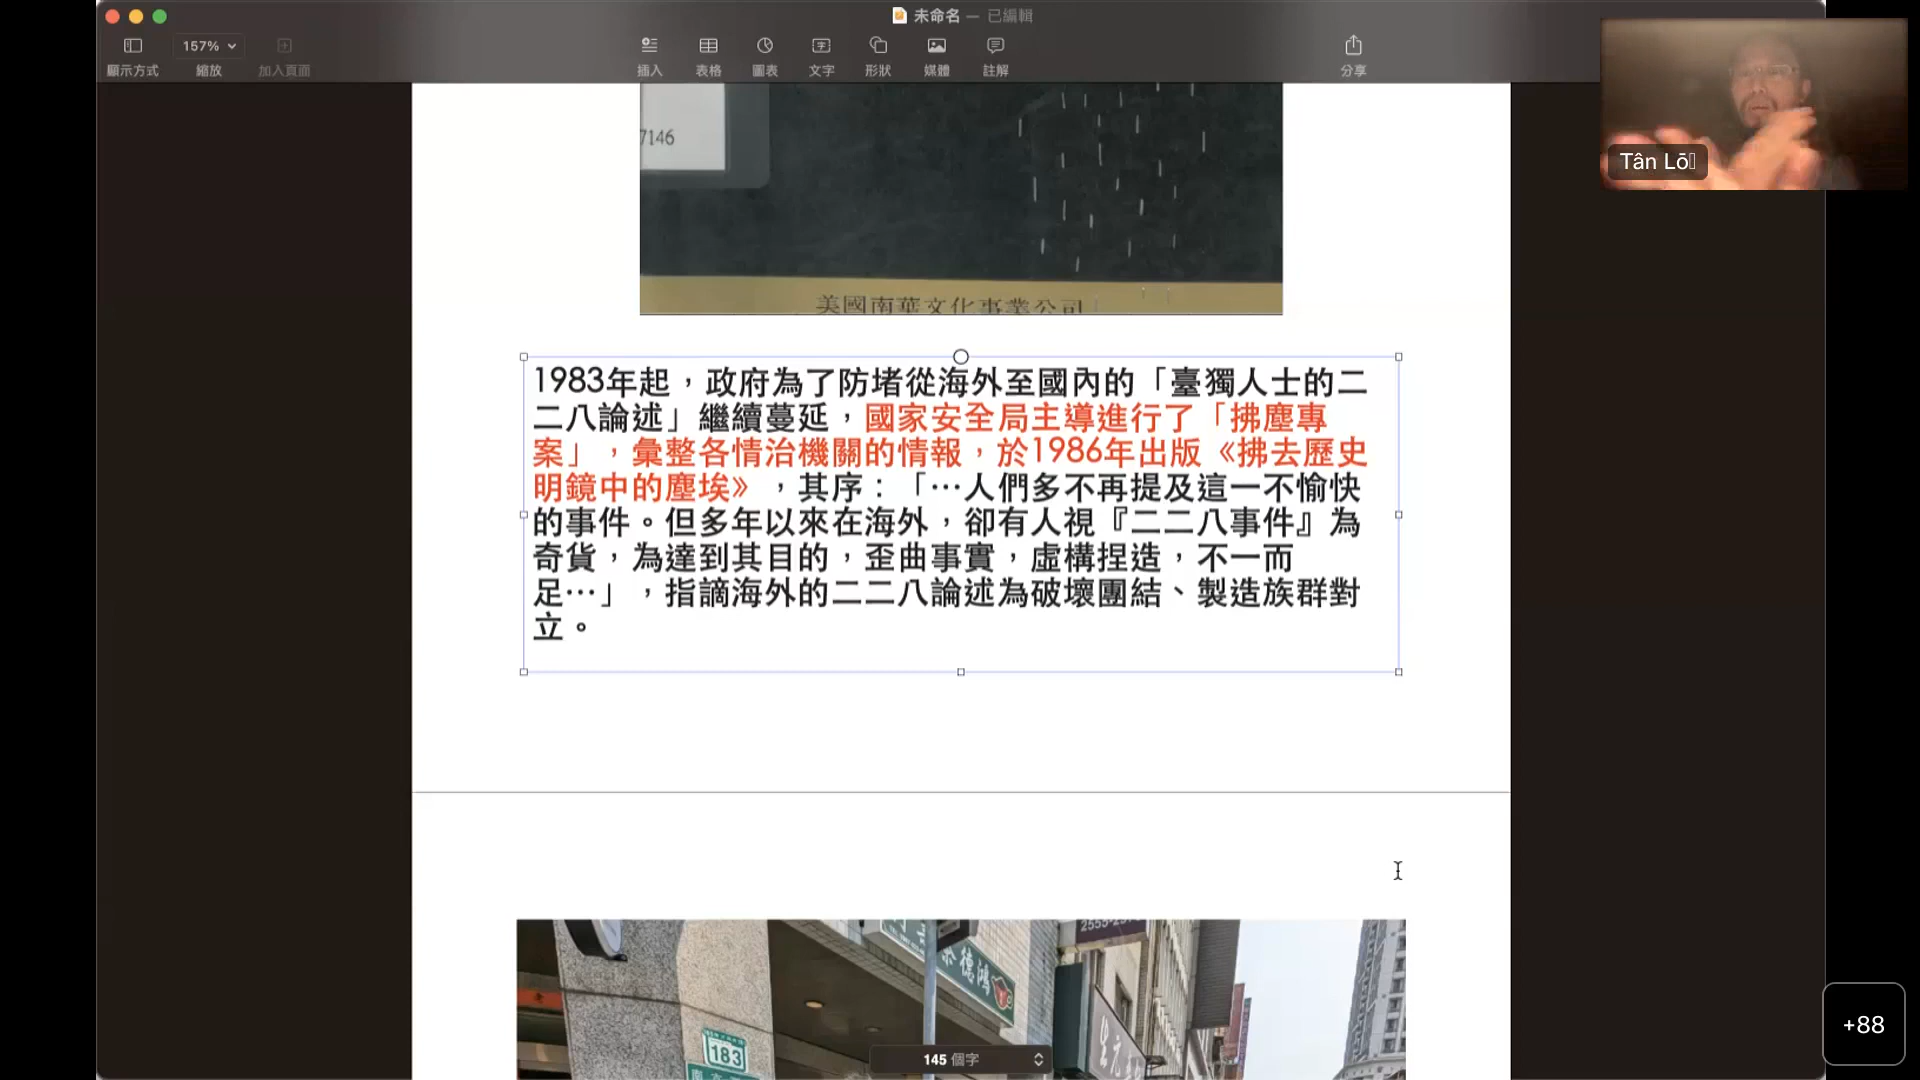 未命名 — 已編輯
157%
顯示方式
縮放
加入頁面
插入
表格
圖表
文字
形狀
媒體
註解
分享
Tân Lō
7146
美國南華文化事業公司
1983年起，政府為了防堵從海外至國內的「臺獨人士的二
二八論述」繼續蔓延，國家安全局主導進行了「拂塵專
案」，彙整各情治機關的情報，於1986年出版《拂去歷史
明鏡中的塵埃》，其序：「⋯人們多不再提及這一不愉快
的事件。但多年以來在海外，卻有人視『二二八事件』為
奇貨，為達到其目的，歪曲事實，虛構捏造，不一而
足⋯」，指謫海外的二二八論述為破壞團結、製造族群對
立。
德鴻
183
145 個字
+88